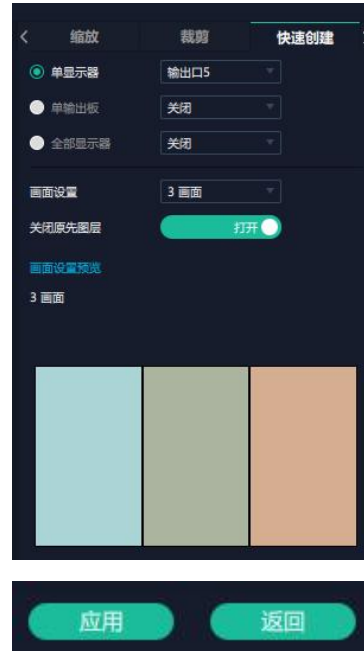 缩放 裁剪 快速创建
单显示器 输出口5
单输出板 关闭
全部显示器 关闭
画面设置 3 画面
关闭原先图层 打开
画面设置预览
3 画面
应用 返回